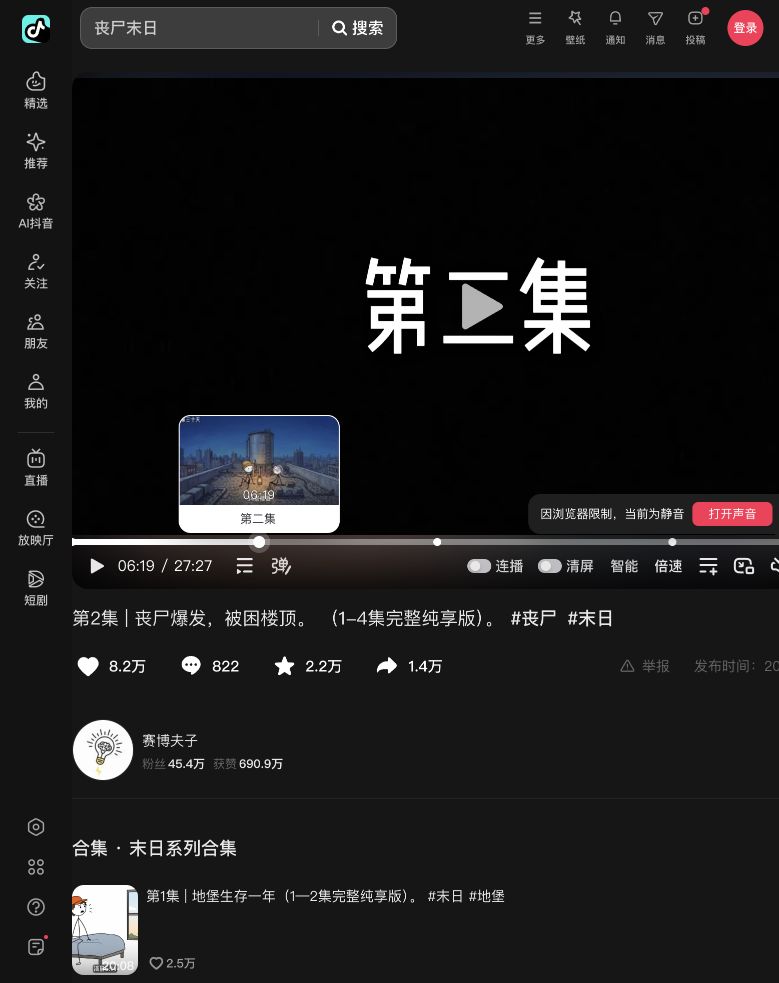 丧尸末日
搜索
更多
壁纸
通知
消息
投稿
登录
精选
推荐
AI抖音
关注
朋友
我的
直播
放映厅
短剧
第二集
06:19
第二集
因浏览器限制，当前为静音
打开声音
06:19 / 27:27
弹
连播
清屏
智能
倍速
第2集 | 丧尸爆发，被困楼顶。（1-4集完整纯享版）。 #丧尸 #末日
8.2万
822
2.2万
1.4万
举报
发布时间：20
赛博夫子
粉丝 45.4万 获赞 690.9万
合集 · 末日系列合集
第1集 | 地堡生存一年（1—2集完整纯享版）。 #末日 #地堡
20:08
2.5万